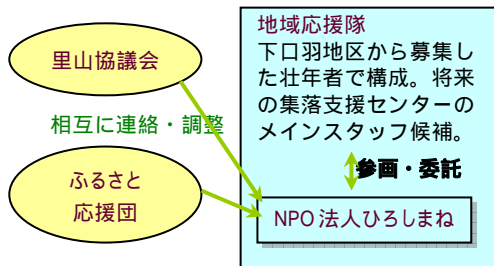 里山協議会
相互に連絡・調整
ふるさと
応援団
地域応援隊
下口羽地区から募集し
た壮年者で構成。将来
の集落支援センターの
メインスタッフ候補。
参画・委託
NPO法人ひろしまね